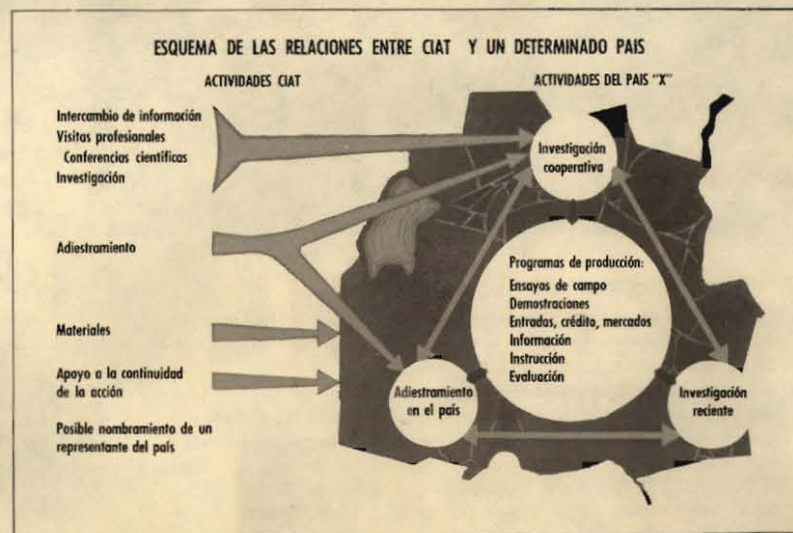 ESQUEMA DE LAS RELACIONES ENTRE CIAT Y UN DETERMINADO PAIS
ACTIVIDADES CIAT
ACTIVIDADES DEL PAIS "X"
Intercambio de información
Visitas profesionales
Conferencias científicas
Investigación
Adiestramiento
Materiales
Apoyo a la continuidad
de la acción
Posible nombramiento de un
representante del país
Investigación
cooperativa
Programas de producción:
Ensayos de campo
Demostraciones
Entradas, crédito, mercados
Información
Instrucción
Evaluación
Adiestramiento
en el país
Investigación
reciente